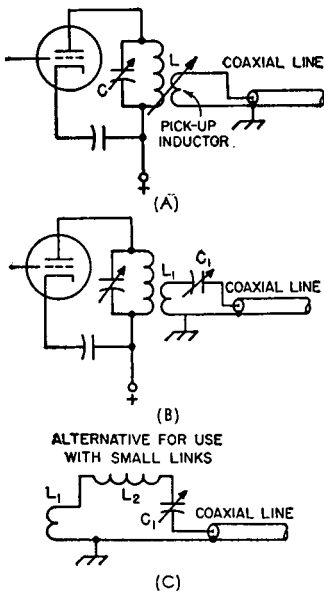 C
L
COAXIAL LINE
PICK-UP
INDUCTOR.
+
(A)
L1
C1
COAXIAL LINE
+
(B)
ALTERNATIVE FOR USE
WITH SMALL LINKS
L1
L2
C1
COAXIAL LINE
(C)